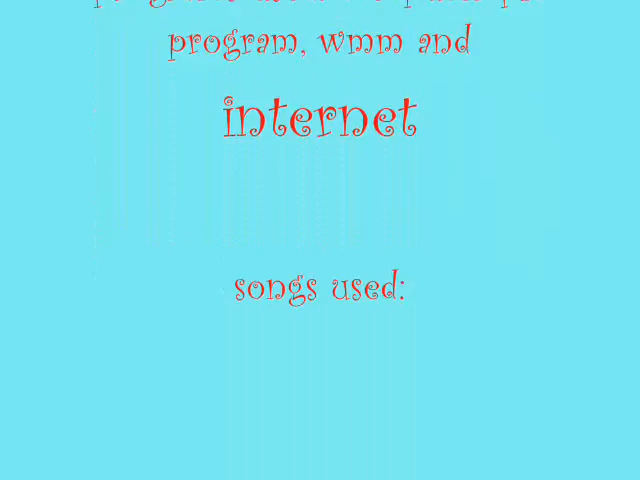 program, wmm and
internet
songs used: